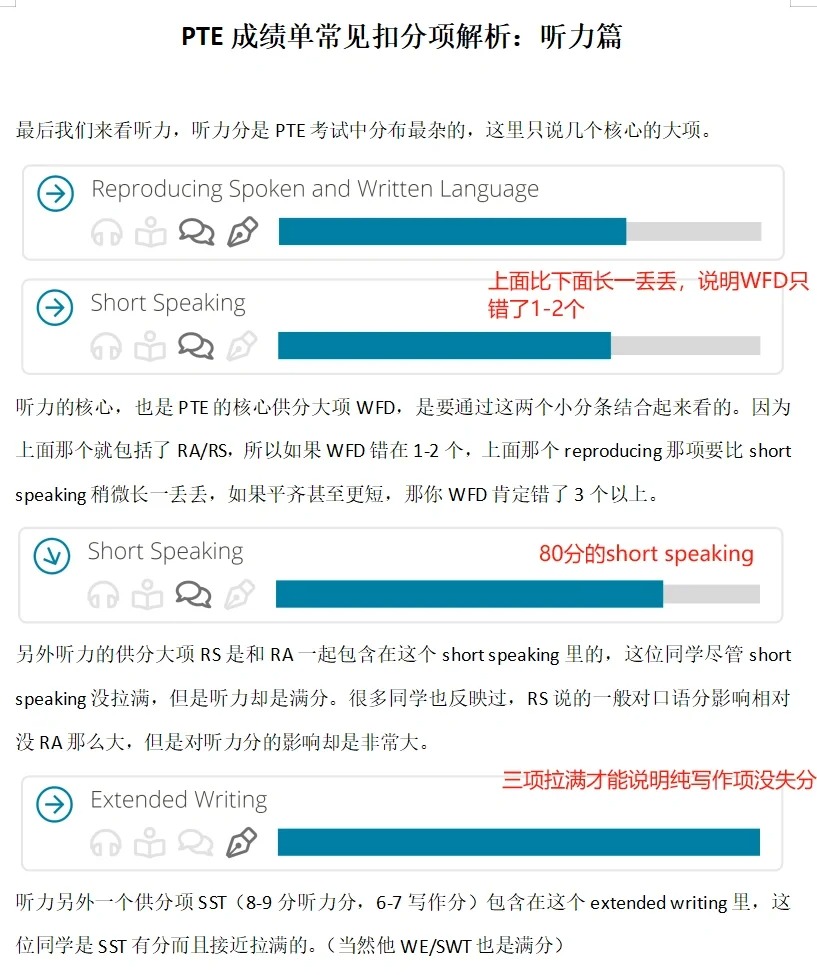 PTE 成绩单常见扣分项解析：听力篇
最后我们来看听力，听力分是 PTE 考试中分布最杂的，这里只说几个核心的大项。
Reproducing Spoken and Written Language
上面比下面长一丢丢，说明WFD只
错了1-2个
Short Speaking
听力的核心，也是 PTE 的核心供分大项 WFD，是要通过这两个小分条结合起来看的。因为
上面那个就包括了 RA/RS，所以如果 WFD 错在 1-2 个，上面那个 reproducing 那项要比 short
speaking 稍微长一丢丢，如果平齐甚至更短，那你 WFD 肯定错了 3 个以上。
Short Speaking
80分的short speaking
另外听力的供分大项 RS 是和 RA 一起包含在这个 short speaking 里的，这位同学尽管 short
speaking 没拉满，但是听力却是满分。很多同学也反映过，RS 说的一般对口语分影响相对
没 RA 那么大，但是对听力分的影响却是非常大。
三项拉满才能说明纯写作项没失分
Extended Writing
听力另外一个供分项 SST（8-9 分听力分，6-7 写作分）包含在这个 extended writing 里，这
位同学是 SST 有分而且接近拉满的。（当然他 WE/SWT 也是满分）